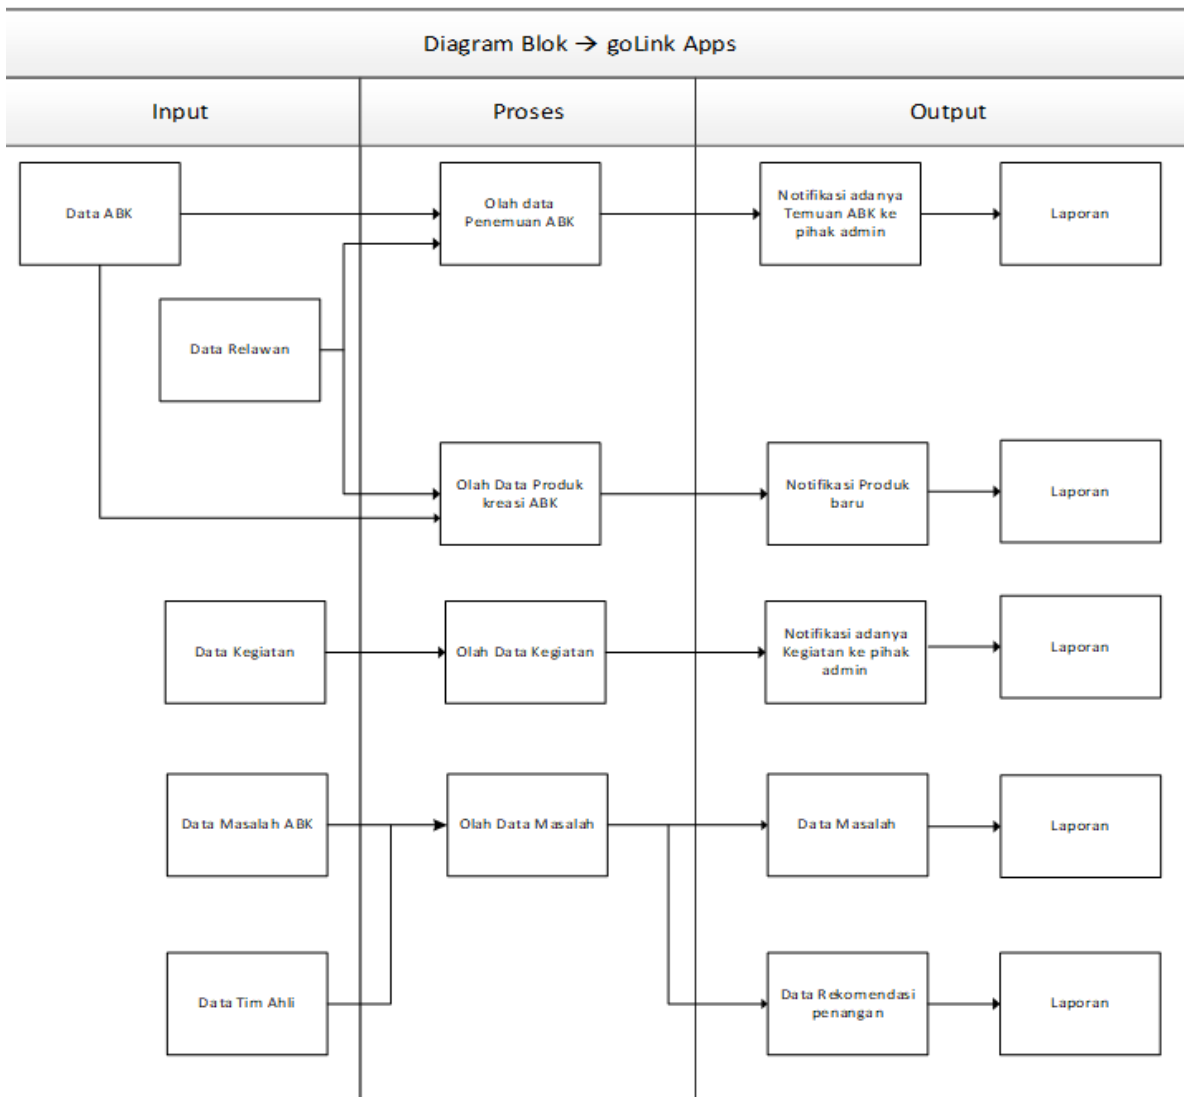 Diagram Blok → goLink Apps
Input
Proses
Output
Data ABK
Olah data
Penemuan ABK
Notifikasi adanya
Temuan ABK ke
pihak admin
Laporan
Data Relawan
Olah Data Produk
kreasi ABK
Notifikasi Produk
baru
Laporan
Data Kegiatan
Olah Data Kegiatan
Notifikasi adanya
Kegiatan ke pihak
admin
Laporan
Data Masalah ABK
Olah Data Masalah
Data Masalah
Laporan
Data Tim Ahli
Data Rekomendasi
penangan
Laporan